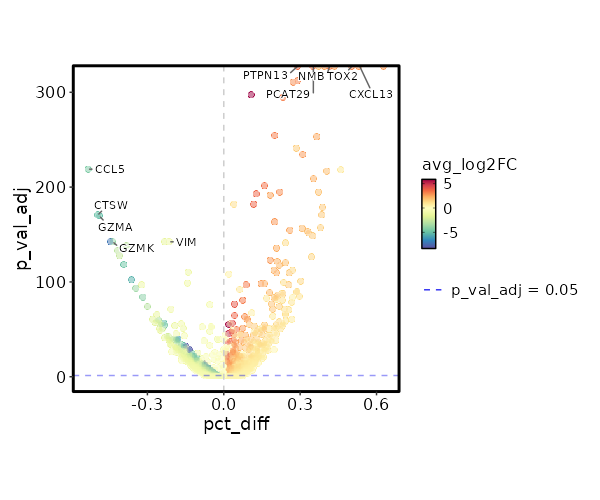 PTPN13
NMB
TOX2
PCAT29
CXCL13
CCL5
CTSW
GZMA
GZMK
VIM
300
200
100
0
p_val_adj
-0.3
0.0
0.3
0.6
pct_diff
avg_log2FC
5
0
-5
p_val_adj = 0.05